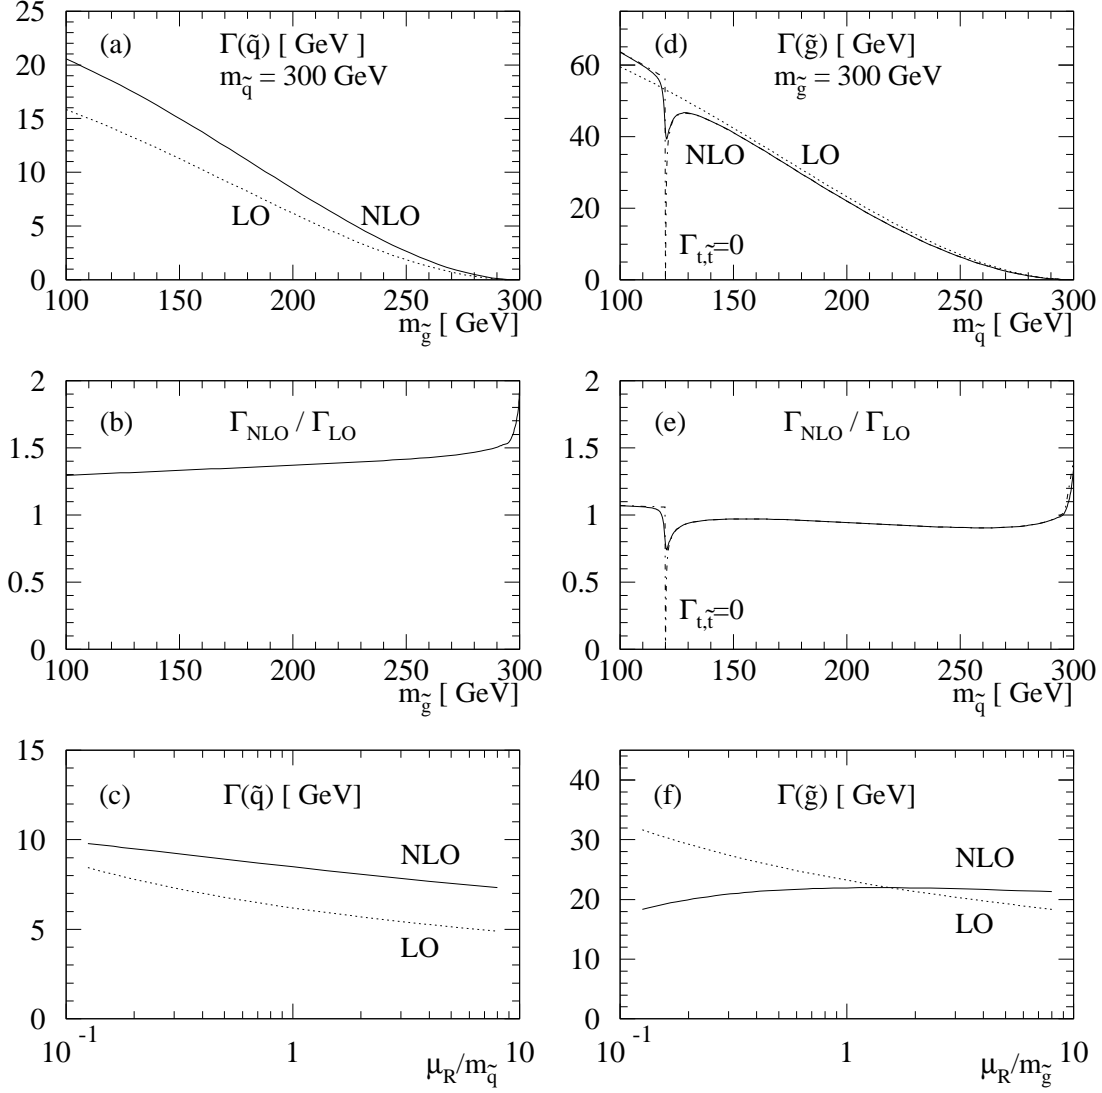 (a) Γ(q̃) [ GeV ]
m_q̃ = 300 GeV
25
20
15
10
5
0
LO
NLO
100 150 200 250 300
m_g̃ [ GeV]
(d) Γ(g̃) [ GeV]
m_g̃ = 300 GeV
60
40
20
0
NLO
LO
Γ_t,t̃=0
100 150 200 250 300
m_q̃ [ GeV]
(b) Γ_NLO / Γ_LO
2
1.5
1
0.5
0
100 150 200 250 300
m_g̃ [ GeV]
(e) Γ_NLO / Γ_LO
2
1.5
1
0.5
0
Γ_t,t̃=0
100 150 200 250 300
m_q̃ [ GeV]
(c) Γ(q̃) [ GeV]
15
10
5
0
NLO
LO
10^-1 1 10
μ_R/m_q̃
(f) Γ(g̃) [ GeV]
40
30
20
10
0
NLO
LO
10^-1 1 10
μ_R/m_g̃